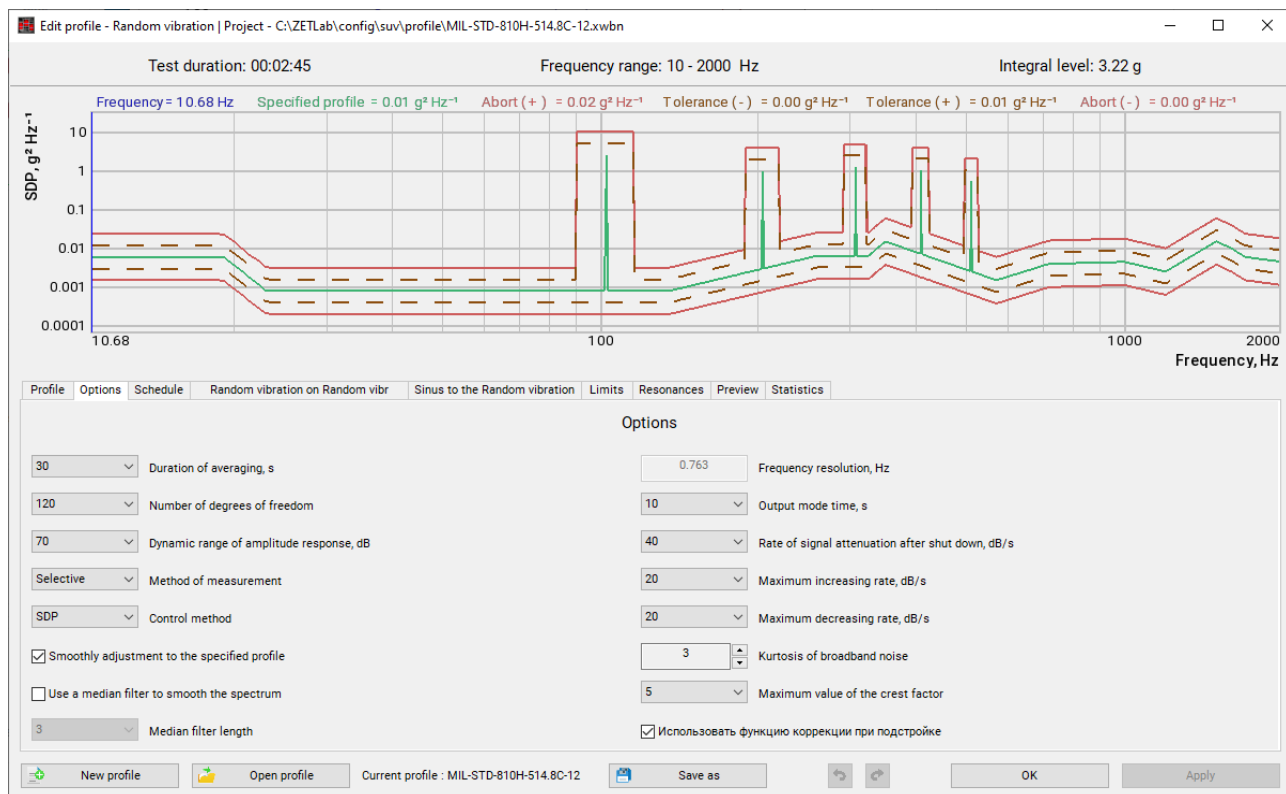 Edit profile - Random vibration | Project - C:\ZETLab\config\suv\profile\MIL-STD-810H-514.8C-12.xwbn
Test duration: 00:02:45 Frequency range: 10 - 2000 Hz Integral level: 3.22 g
Frequency = 10.68 Hz Specified profile = 0.01 g² Hz⁻¹ Abort ( + ) = 0.02 g² Hz⁻¹ Tolerance ( - ) = 0.00 g² Hz⁻¹ Tolerance ( + ) = 0.01 g² Hz⁻¹ Abort ( - ) = 0.00 g² Hz⁻¹
SDP, g² Hz⁻¹
10
1
0.1
0.01
0.001
0.0001
10.68 100 1000 2000
Frequency, Hz
Profile Options Schedule Random vibration on Random vibr Sinus to the Random vibration Limits Resonances Preview Statistics
Options
30 Duration of averaging, s 0.763 Frequency resolution, Hz
120 Number of degrees of freedom 10 Output mode time, s
70 Dynamic range of amplitude response, dB 40 Rate of signal attenuation after shut down, dB/s
Selective Method of measurement 20 Maximum increasing rate, dB/s
SDP Control method 20 Maximum decreasing rate, dB/s
Smoothly adjustment to the specified profile 3 Kurtosis of broadband noise
Use a median filter to smooth the spectrum 5 Maximum value of the crest factor
3 Median filter length Использовать функцию коррекции при подстройке
New profile Open profile Current profile : MIL-STD-810H-514.8C-12 Save as OK Apply